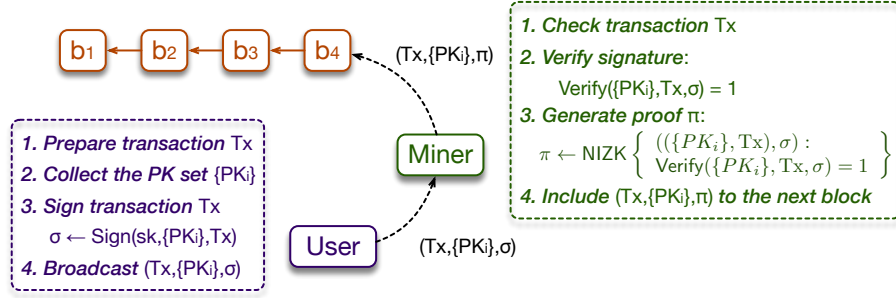 b1 b2 b3 b4
(Tx,{PKi},π)
1. Check transaction Tx
2. Verify signature:
Verify({PKi},Tx,σ) = 1
3. Generate proof π:
π ← NIZK { (({PKi}, Tx), σ) :
Verify({PKi}, Tx, σ) = 1 }
4. Include (Tx,{PKi},π) to the next block
1. Prepare transaction Tx
2. Collect the PK set {PKi}
3. Sign transaction Tx
σ ← Sign(sk,{PKi},Tx)
4. Broadcast (Tx,{PKi},σ)
Miner
User
(Tx,{PKi},σ)